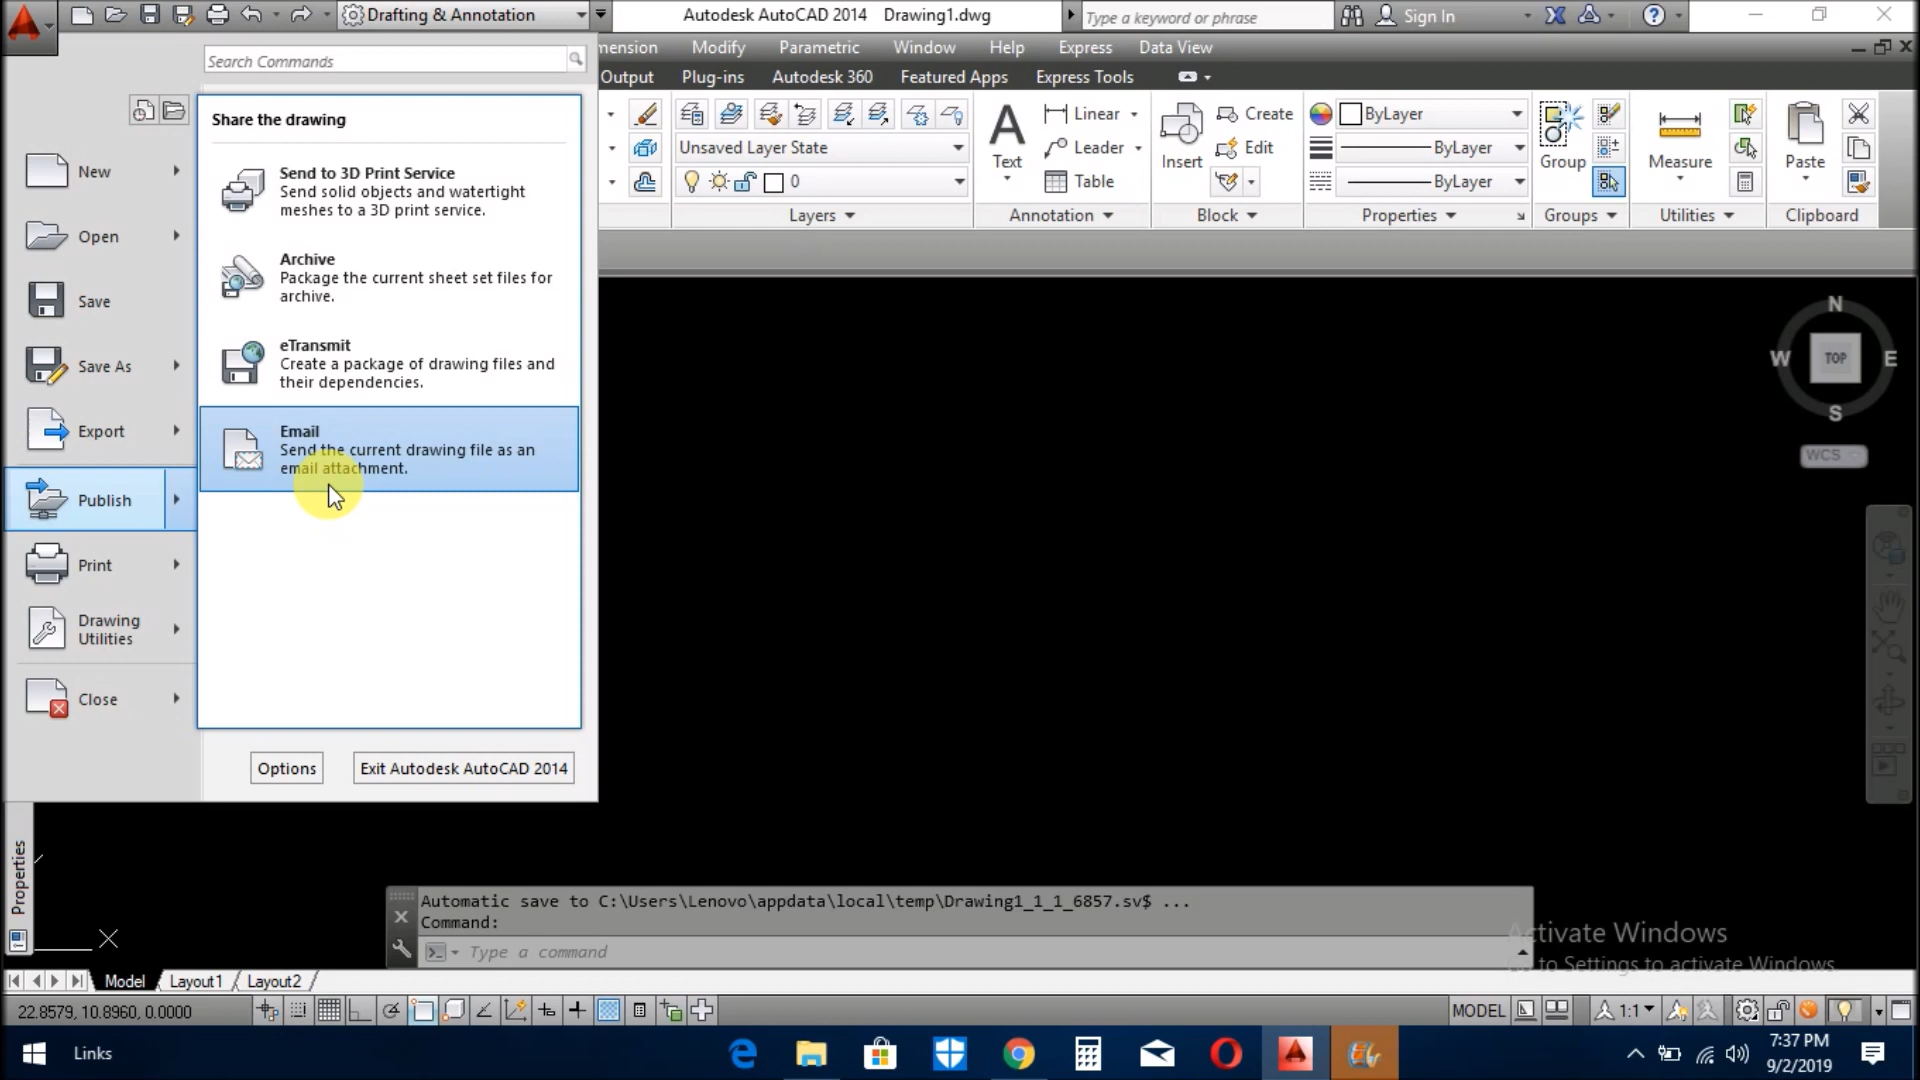 Drafting & Annotation
Autodesk AutoCAD 2014 Drawing1.dwg
Type a keyword or phrase
Sign In
mension Modify Parametric Window Help Express Data View
Search Commands
Output Plug-ins Autodesk 360 Featured Apps Express Tools
Share the drawing
Send to 3D Print Service
Send solid objects and watertight
meshes to a 3D print service.
Archive
Package the current sheet set files for
archive.
eTransmit
Create a package of drawing files and
their dependencies.
Email
Send the current drawing file as an
email attachment.
New
Open
Save
Save As
Export
Publish
Print
Drawing
Utilities
Close
Options
Exit Autodesk AutoCAD 2014
Unsaved Layer State
0
Layers
Text
Linear
Leader
Table
Annotation
Insert
Create
Edit
Block
ByLayer
ByLayer
ByLayer
Properties
Group
Groups
Measure
Utilities
Paste
Clipboard
N
W TOP E
S
WCS
Properties
X
Automatic save to C:\Users\Lenovo\appdata\local\temp\Drawing1_1_1_6857.sv$ ...
Command:
Type a command
Activate Windows
Go to Settings to activate Windows.
Model Layout1 Layout2
22.8579, 10.8960, 0.0000
MODEL
1:1
Links
7:37 PM
9/2/2019